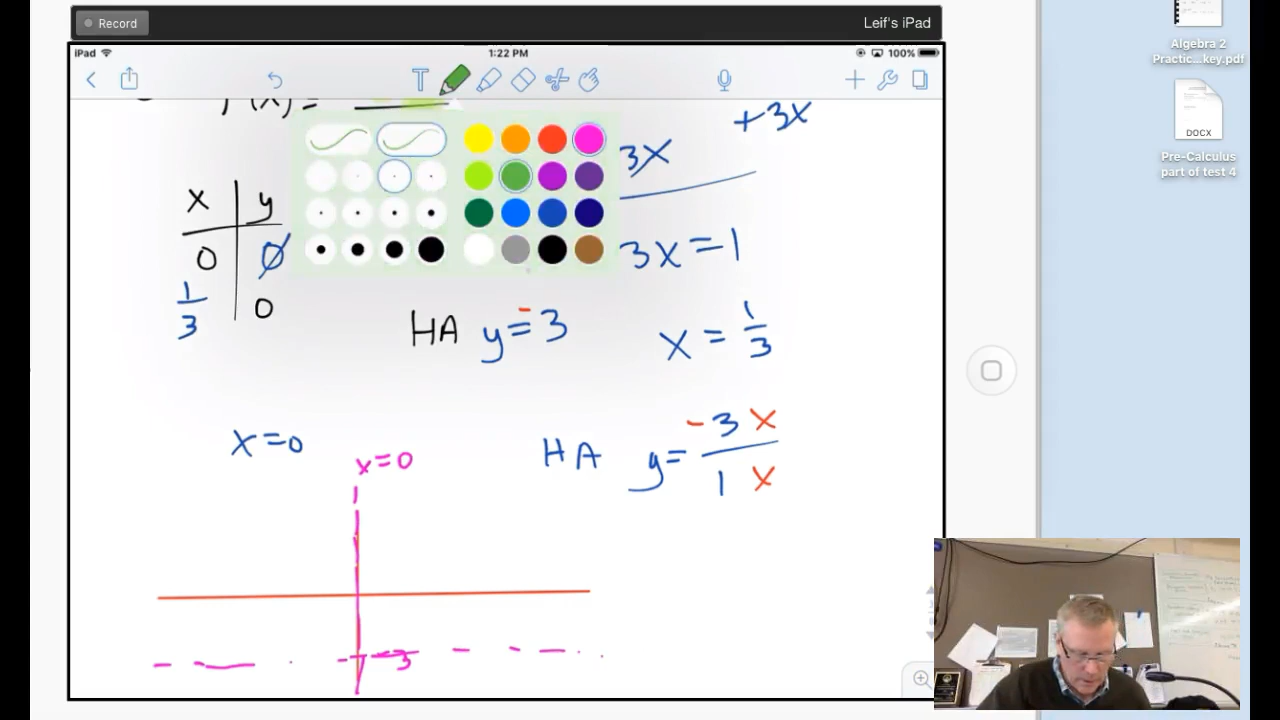 Record
Leif's iPad
iPad
1:22 PM
100%
T
f(x) =
+3x
3x
x y
0 0
1/3 0
3x = 1
HA y = -3
x = 1/3
x = 0
x = 0
HA y = -3x / 1x
-3
Algebra 2
Practic...key.pdf
DOCX
Pre-Calculus
part of test 4